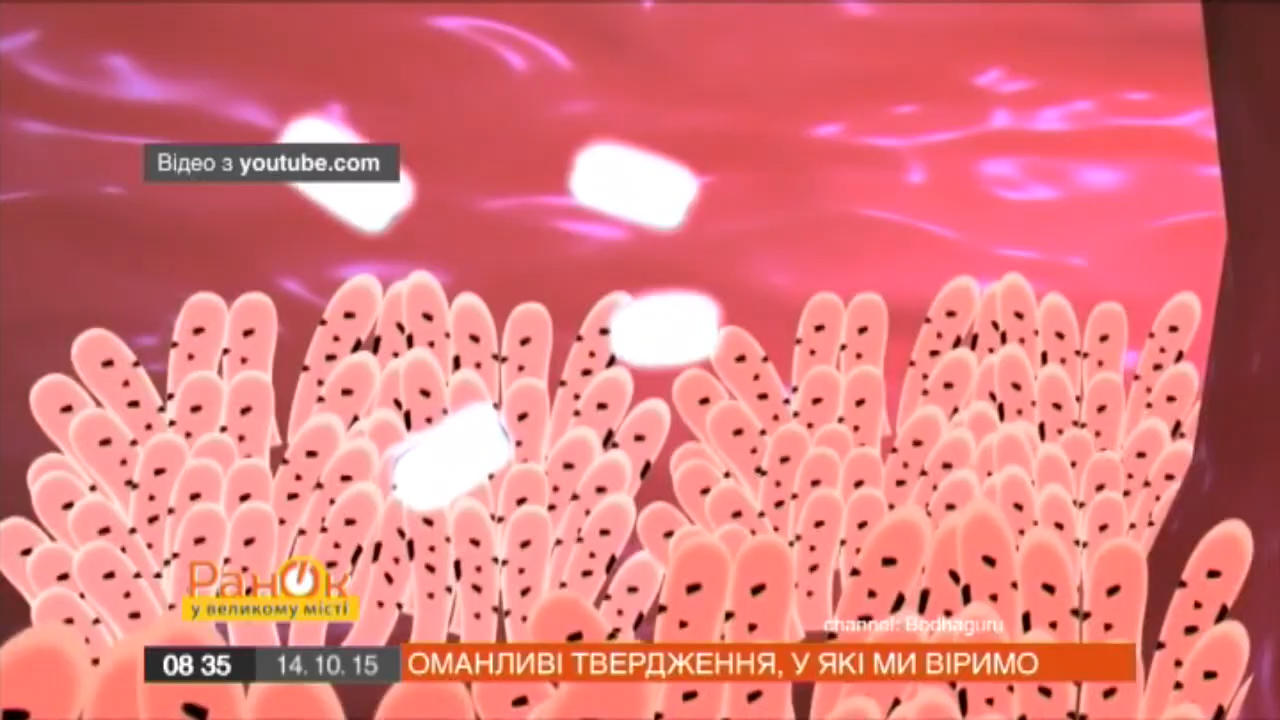 Відео з youtube.com
РанОк
у великому місті
channel: Bodhaguru
08 35
14. 10. 15
ОМАНЛИВІ ТВЕРДЖЕННЯ, У ЯКІ МИ ВІРИМО